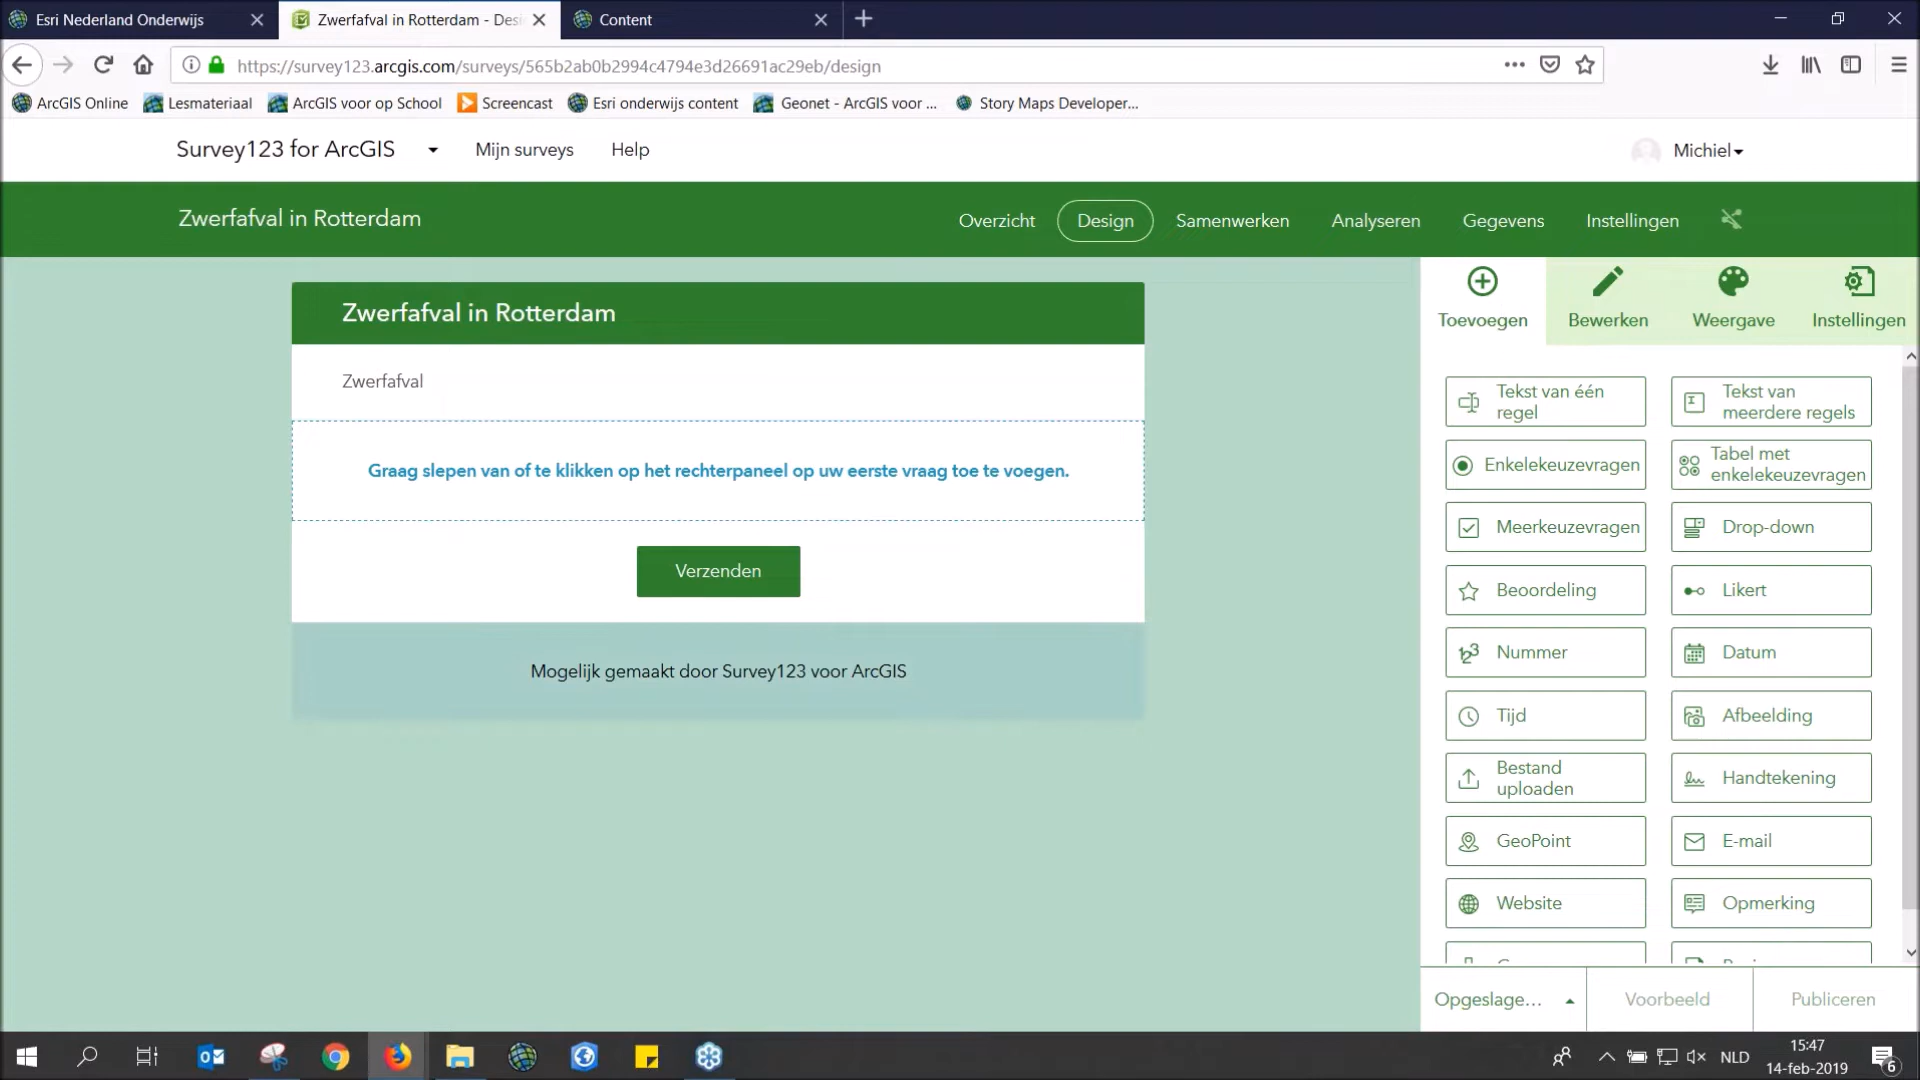 Esri Nederland Onderwijs
Zwerfafval in Rotterdam - Desi
Content
https://survey123.arcgis.com/surveys/565b2ab0b2994c4794e3d26691ac29eb/design
ArcGIS Online
Lesmateriaal
ArcGIS voor op School
Screencast
Esri onderwijs content
Geonet - ArcGIS voor ...
Story Maps Developer...
Survey123 for ArcGIS
Mijn surveys
Help
Michiel
Zwerfafval in Rotterdam
Overzicht
Design
Samenwerken
Analyseren
Gegevens
Instellingen
Zwerfafval in Rotterdam
Zwerfafval
Graag slepen van of te klikken op het rechterpaneel op uw eerste vraag toe te voegen.
Verzenden
Mogelijk gemaakt door Survey123 voor ArcGIS
Toevoegen
Bewerken
Weergave
Instellingen
Tekst van één
regel
Tekst van
meerdere regels
Enkelekeuzevragen
Tabel met
enkelekeuzevragen
Meerkeuzevragen
Drop-down
Beoordeling
Likert
Nummer
Datum
Tijd
Afbeelding
Bestand
uploaden
Handtekening
GeoPoint
E-mail
Website
Opmerking
Opgeslage...
Voorbeeld
Publiceren
NLD
15:47
14-feb-2019
6